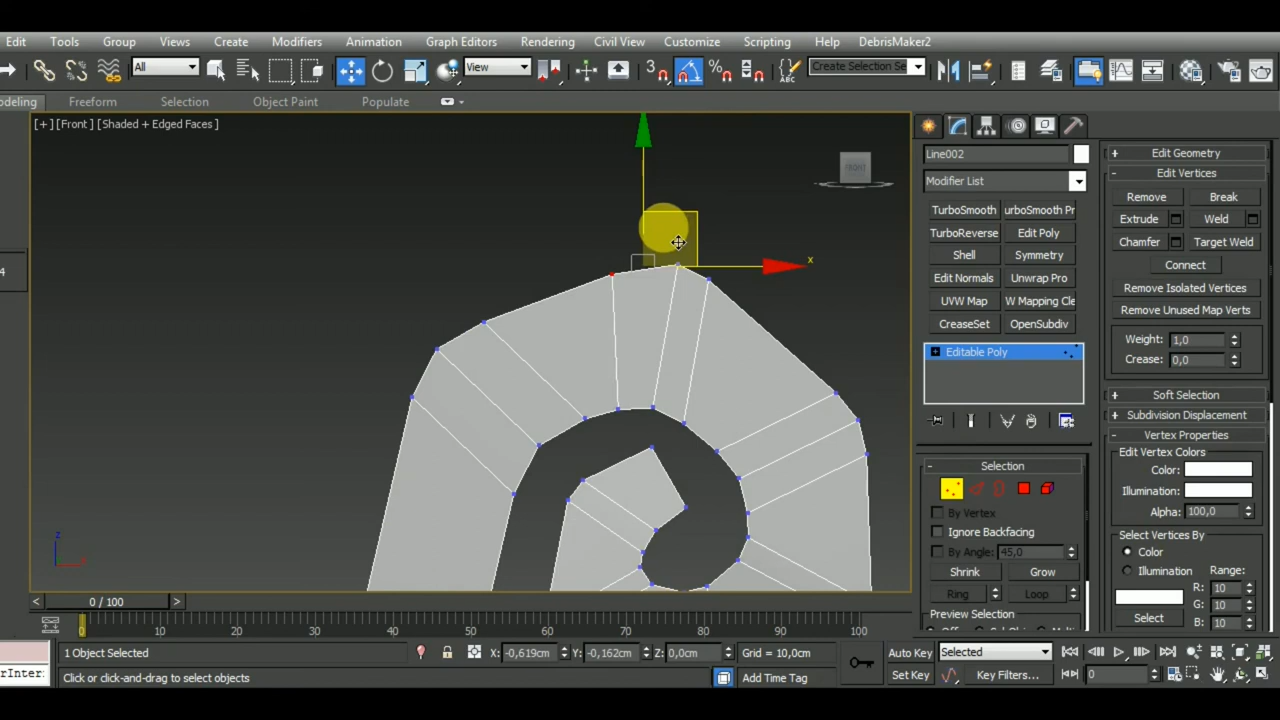 Edit Tools Group Views Create Modifiers Animation Graph Editors Rendering Civil View Customize Scripting Help DebrisMaker2
All View 3 Create Selection Se
odeling Freeform Selection Object Paint Populate
[+] [Front] [Shaded + Edged Faces]
FRONT
x
z
4
Line002
Modifier List
TurboSmooth urboSmooth Pr
TurboReverse Edit Poly
Shell Symmetry
Edit Normals Unwrap Pro
UVW Map W Mapping Cle
CreaseSet OpenSubdiv
Editable Poly
- Selection
By Vertex
Ignore Backfacing
By Angle: 45,0
Shrink Grow
Ring Loop
Preview Selection
+ Edit Geometry
- Edit Vertices
Remove Break
Extrude Weld
Chamfer Target Weld
Connect
Remove Isolated Vertices
Remove Unused Map Verts
Weight: 1,0
Crease: 0,0
+ Soft Selection
+ Subdivision Displacement
- Vertex Properties
Edit Vertex Colors
Color:
Illumination:
Alpha: 100,0
Select Vertices By
Color
Illumination Range:
R: 10
G: 10
Select B: 10
< 0 / 100 >
0 10 20 30 40 50 60 70 80 90 100
1 Object Selected X: -0,619cm Y: -0,162cm Z: 0,0cm Grid = 10,0cm Auto Key Selected
rInter: Click or click-and-drag to select objects Add Time Tag Set Key Key Filters... 0